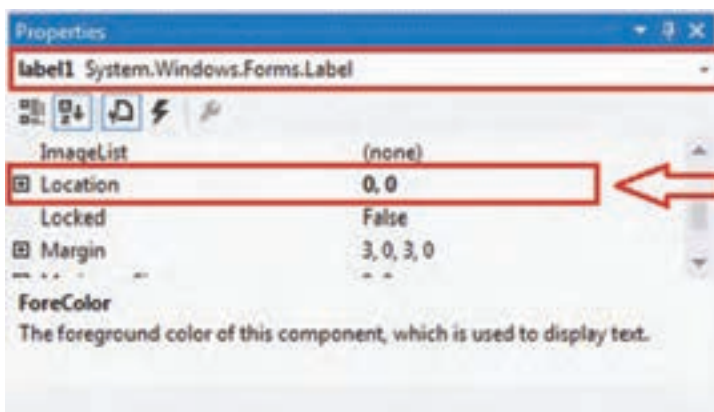 Properties
label1 System.Windows.Forms.Label
ImageList (none)
Location 0, 0
Locked False
Margin 3, 0, 3, 0
ForeColor
The foreground color of this component, which is used to display text.